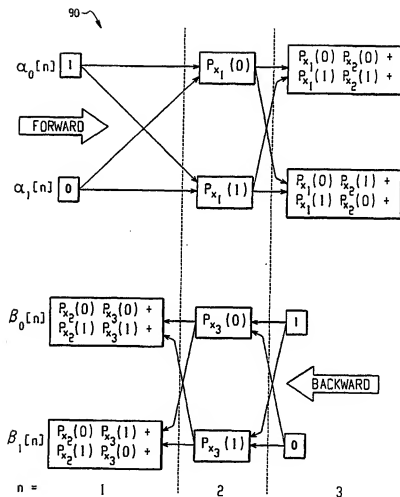 90
α₀[n] 1 Pₓ₁(0) Pₓ₁(0) Pₓ₂(0) +
Pₓ₁(1) Pₓ₂(1) +
FORWARD
α₁[n] 0 Pₓ₁(1) Pₓ₁(0) Pₓ₂(1) +
Pₓ₁(1) Pₓ₂(0) +
β₀[n] Pₓ₂(0) Pₓ₃(0) + Pₓ₃(0) 1
Pₓ₂(1) Pₓ₃(1) +
BACKWARD
β₁[n] Pₓ₂(0) Pₓ₃(1) + Pₓ₃(1) 0
Pₓ₂(1) Pₓ₃(0) +
n = 1 2 3